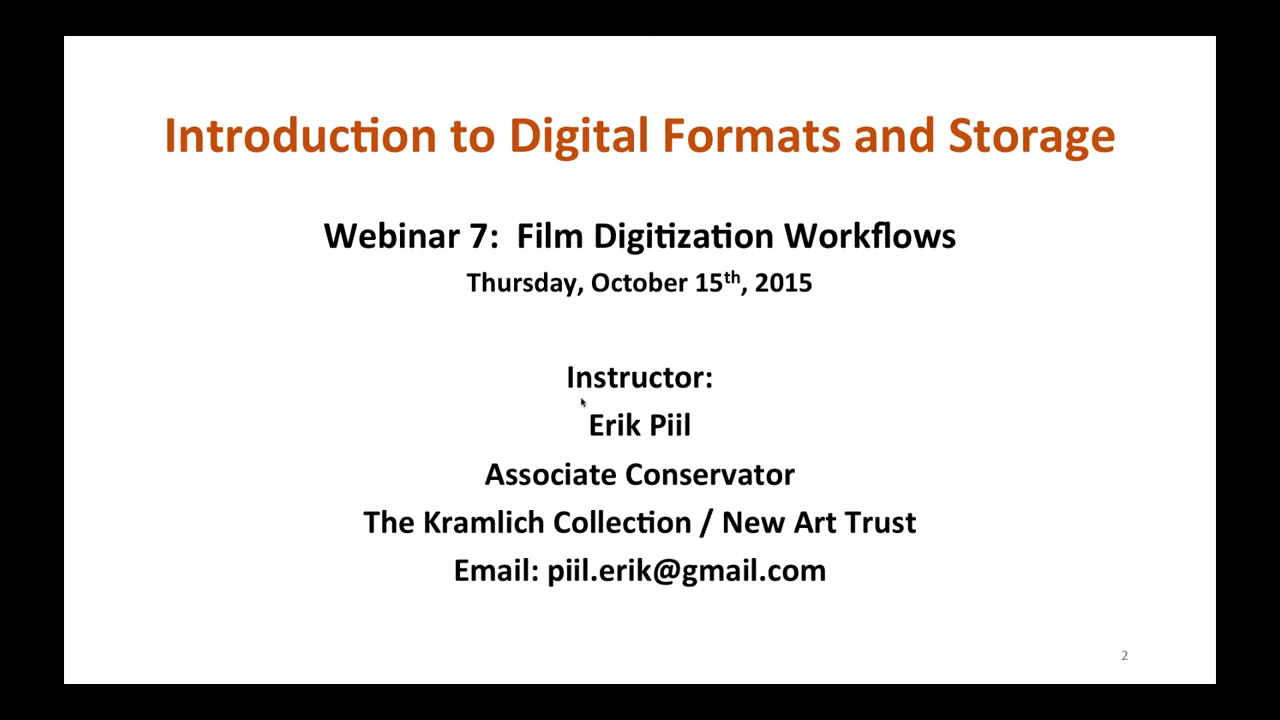 Introduction to Digital Formats and Storage
Webinar 7:  Film Digitization Workflows
Thursday, October 15th, 2015
Instructor:
Erik Piil
Associate Conservator
The Kramlich Collection / New Art Trust
Email: piil.erik@gmail.com
2